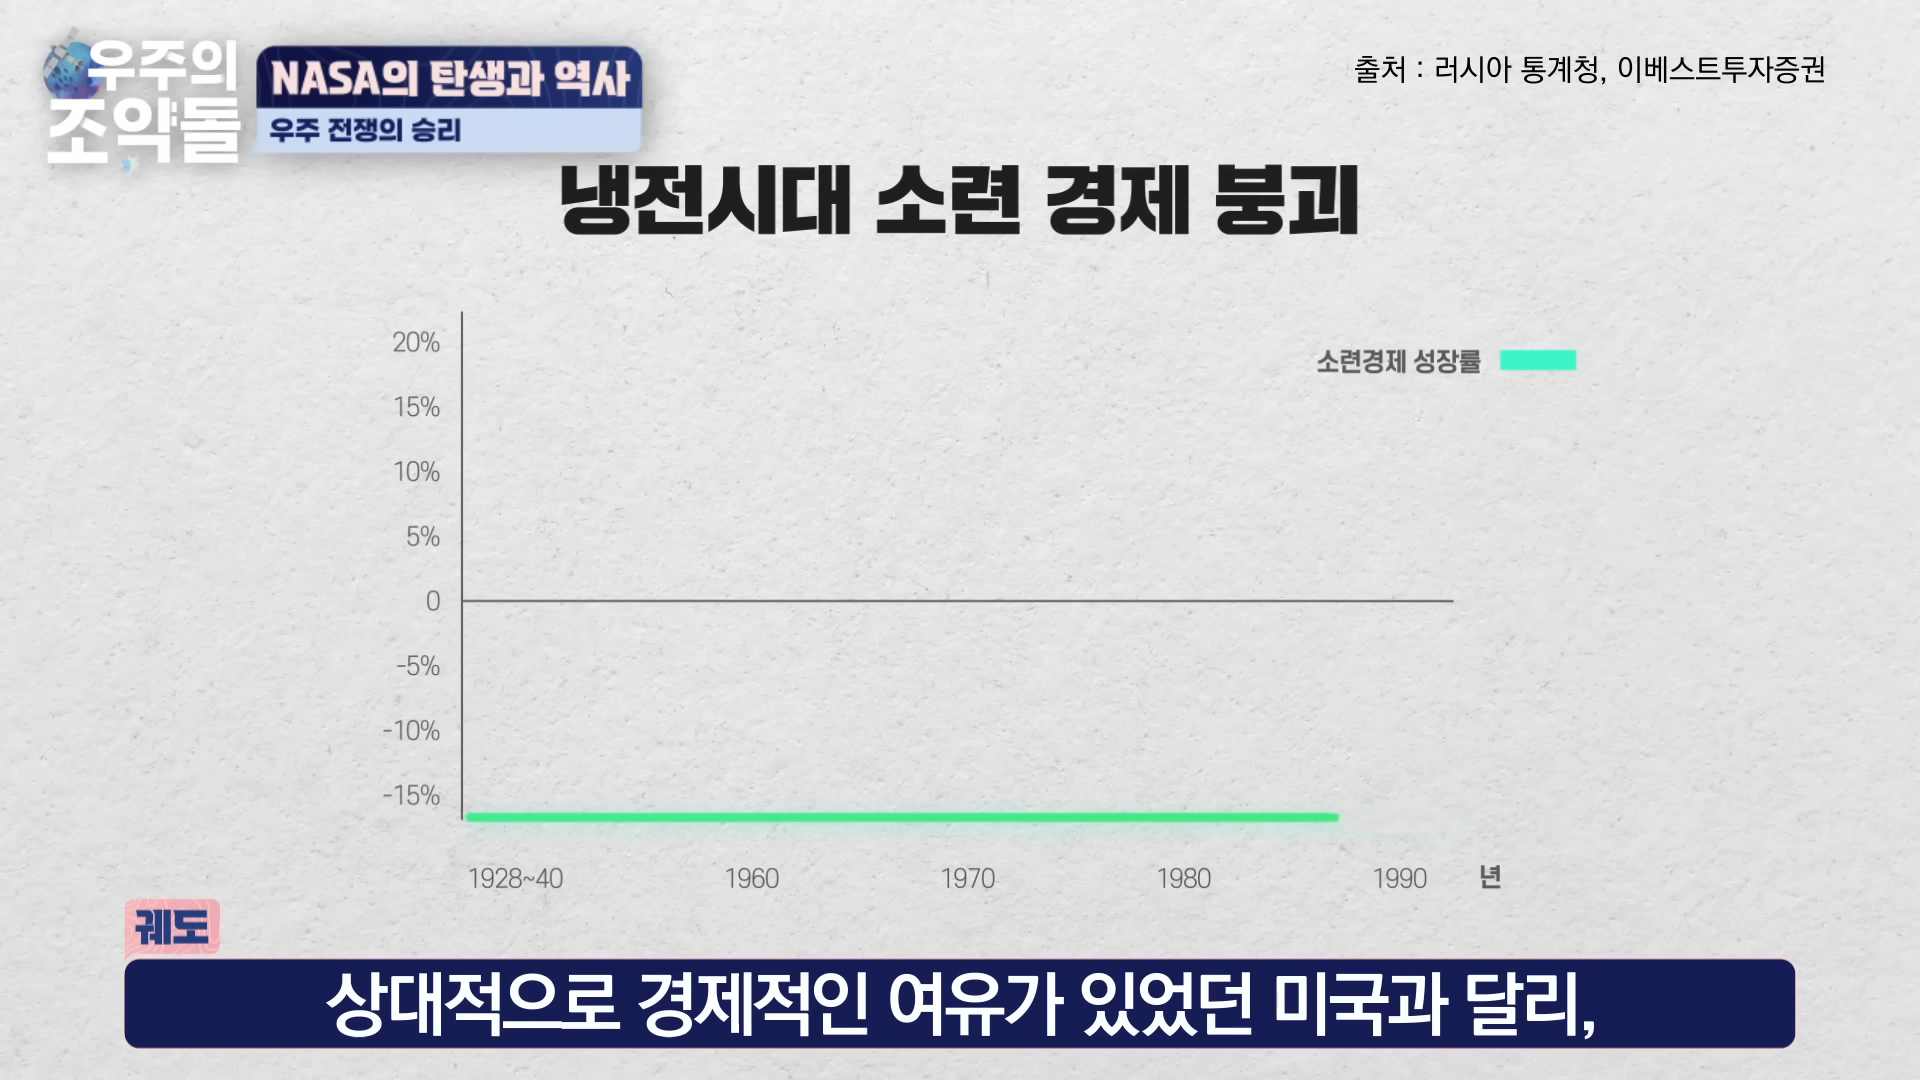 우주의
조약돌
NASA의 탄생과 역사
우주 전쟁의 승리
출처 : 러시아 통계청, 이베스트투자증권
냉전시대 소련 경제 붕괴
소련경제 성장률
20%
15%
10%
5%
0
-5%
-10%
-15%
1928~40 1960 1970 1980 1990 년
궤도
상대적으로 경제적인 여유가 있었던 미국과 달리,